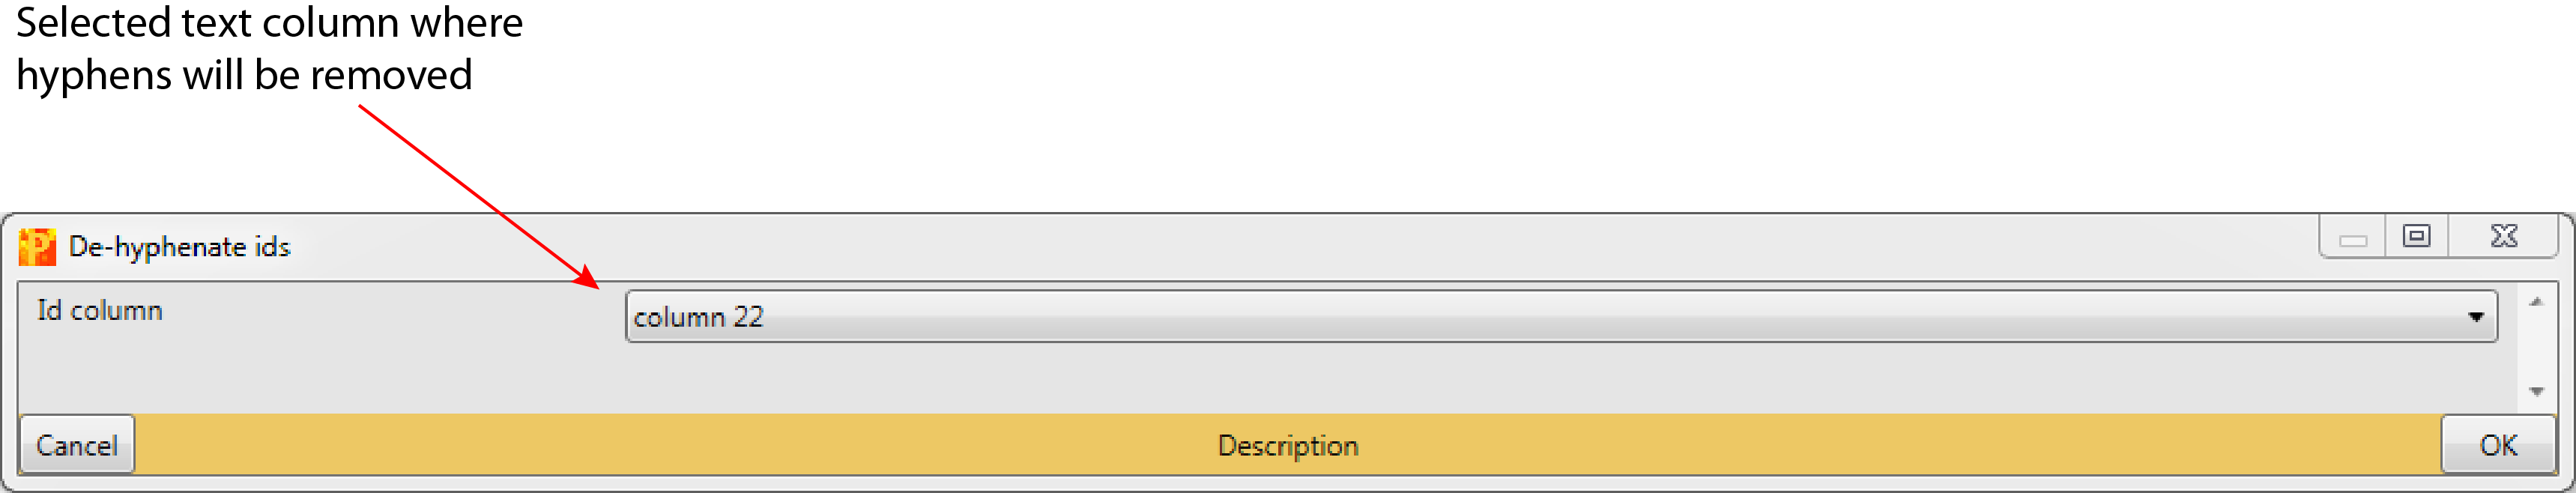 Selected text column where
hyphens will be removed
De-hyphenate ids
Id column
column 22
Cancel
Description
OK